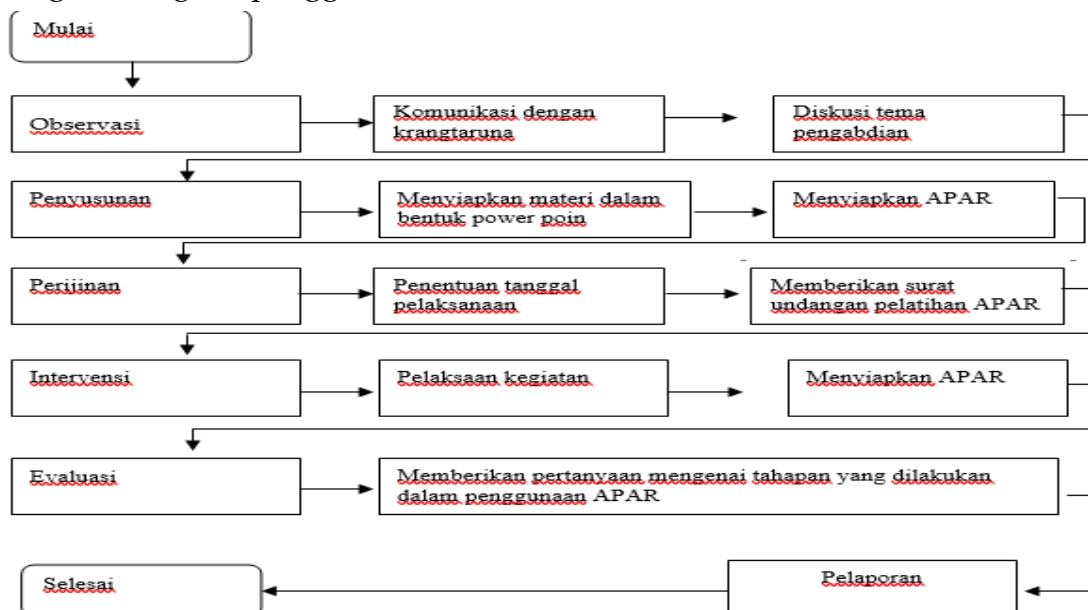 Mulai
Observasi
Komunikasi dengan
krangtaruna
Diskusi tema
pengabdian
Penyusunan
Menyiapkan materi dalam
bentuk power poin
Menyiapkan APAR
Perijinan
Penentuan tanggal
pelaksanaan
Memberikan surat
undangan pelatihan APAR
Intervensi
Pelaksaan kegiatan
Menyiapkan APAR
Evaluasi
Memberikan pertanyaan mengenai tahapan yang dilakukan
dalam penggunaan APAR
Pelaporan
Selesai